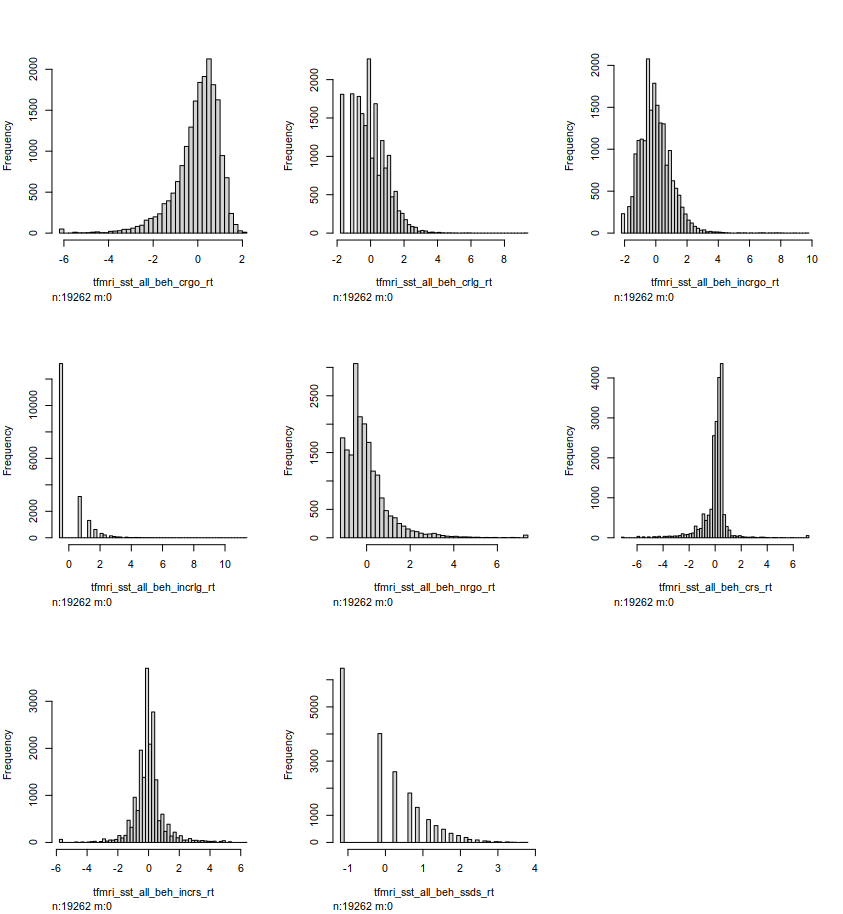 Frequency
0 500 1000 1500 2000
-6 -4 -2 0 2
tfmri_sst_all_beh_crgo_rt
n:19262 m:0
Frequency
0 500 1000 1500 2000
-2 0 2 4 6 8
tfmri_sst_all_beh_crlg_rt
n:19262 m:0
Frequency
0 500 1000 1500 2000
-2 0 2 4 6 8 10
tfmri_sst_all_beh_incrgo_rt
n:19262 m:0
Frequency
0 2000 6000 10000
0 2 4 6 8 10
tfmri_sst_all_beh_incrlg_rt
n:19262 m:0
Frequency
0 500 1500 2500
0 2 4 6
tfmri_sst_all_beh_nrgo_rt
n:19262 m:0
Frequency
0 1000 2000 3000 4000
-6 -4 -2 0 2 4 6
tfmri_sst_all_beh_crs_rt
n:19262 m:0
Frequency
0 1000 2000 3000
-6 -4 -2 0 2 4 6
tfmri_sst_all_beh_incrs_rt
n:19262 m:0
Frequency
0 1000 3000 5000
-1 0 1 2 3 4
tfmri_sst_all_beh_ssds_rt
n:19262 m:0